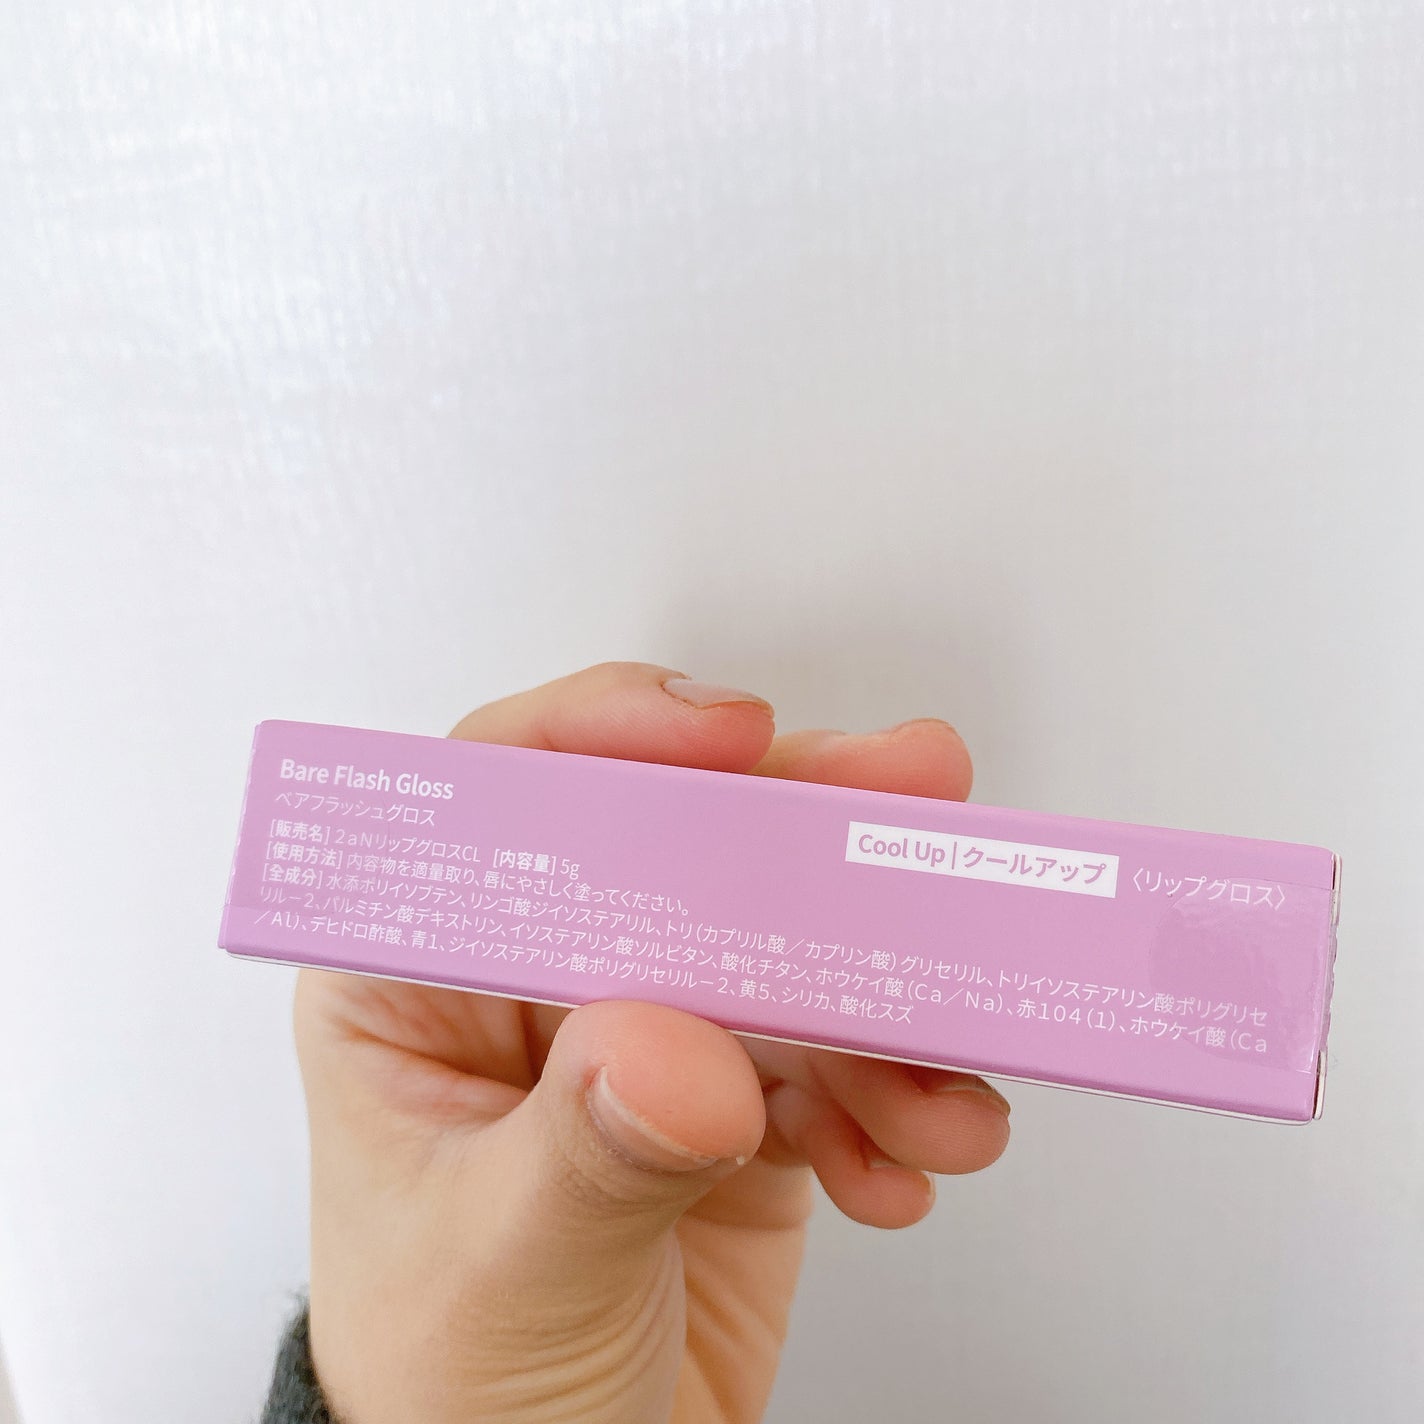 Bare Flash Gloss
ベアフラッシュグロス
Cool Up | クールアップ 〈リップグロス〉
[販売名] 2aNリップグロスCL [内容量] 5g
[使用方法] 内容物を適量取り、唇にやさしく塗ってください。
[全成分] 水添ポリイソブテン、リンゴ酸ジイソステアリル、トリ（カプリル酸／カプリン酸）グリセリル、トリイソステアリン酸ポリグリセ
リル－2、パルミチン酸デキストリン、イソステアリン酸ソルビタン、酸化チタン、ホウケイ酸（Ca／Na）、赤104（1）、ホウケイ酸（Ca
／Al）、デヒドロ酢酸、青1、ジイソステアリン酸ポリグリセリル－2、黄5、シリカ、酸化スズ